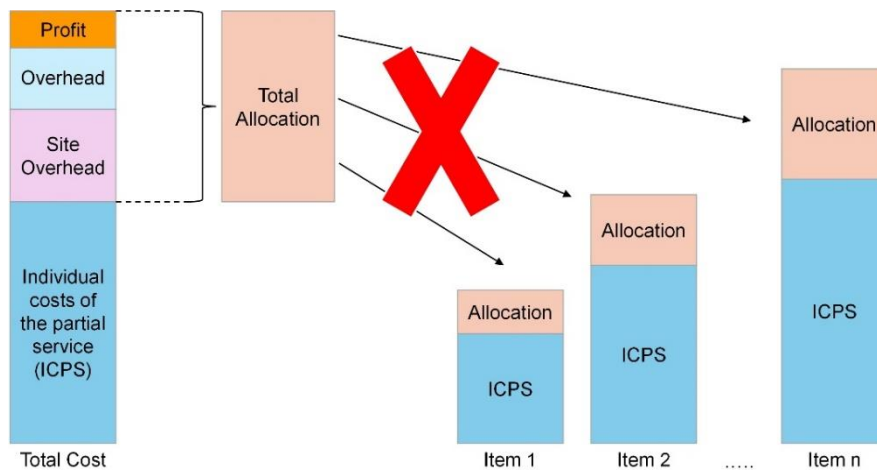 Profit
Overhead
Site
Overhead
Individual
costs of
the partial
service
(ICPS)
Total Cost
Total
Allocation
Allocation
ICPS
Item 1
Allocation
ICPS
Item 2
.....
Allocation
ICPS
Item n